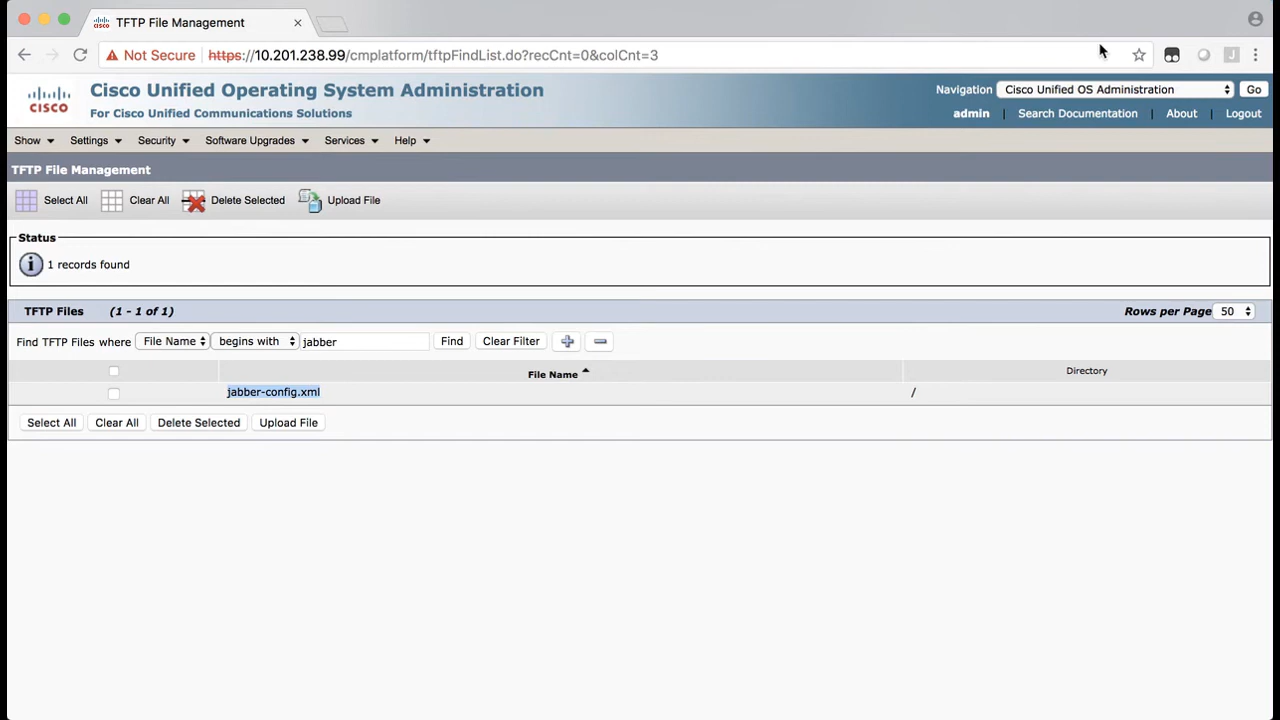 TFTP File Management
Not Secure https://10.201.238.99/cmplatform/tftpFindList.do?recCnt=0&colCnt=3
CISCO
Cisco Unified Operating System Administration
For Cisco Unified Communications Solutions
Navigation Cisco Unified OS Administration Go
admin | Search Documentation | About | Logout
Show Settings Security Software Upgrades Services Help
TFTP File Management
Select All Clear All Delete Selected Upload File
Status
1 records found
TFTP Files (1 - 1 of 1) Rows per Page 50
Find TFTP Files where File Name begins with jabber Find Clear Filter
File Name Directory
jabber-config.xml /
Select All Clear All Delete Selected Upload File